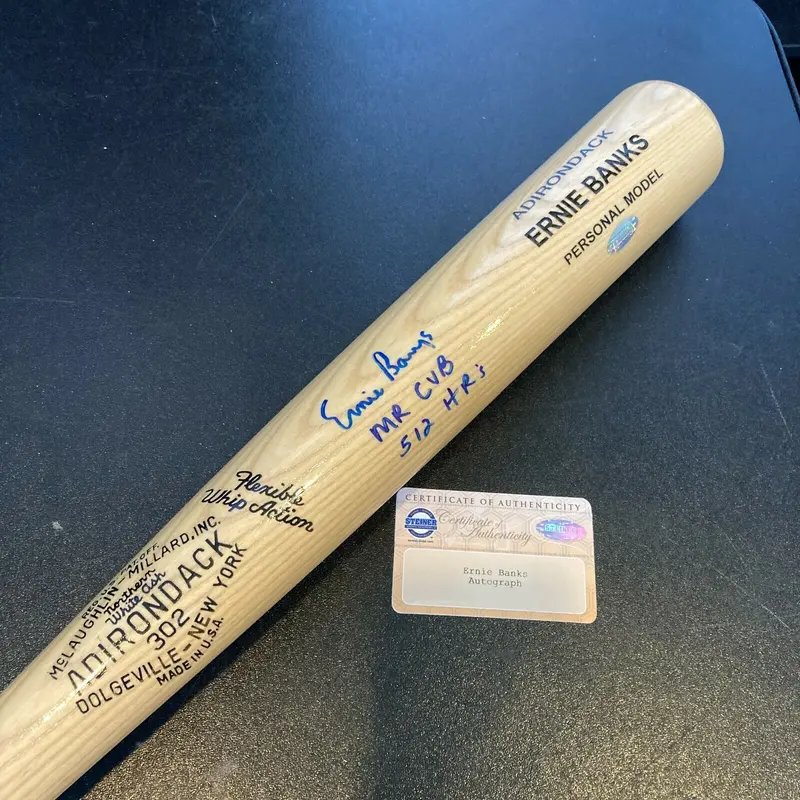 ADIRONDACK
ERNIE BANKS
PERSONAL MODEL
Ernie Banks
MR CUB
512 HRs
Flexible
Whip Action
McLAUGHLIN-MILLARD, INC.
Northern
White Ash
ADIRONDACK
302
DOLGEVILLE-NEW YORK
MADE IN U.S.A.
CERTIFICATE OF AUTHENTICITY
STEINER
Certificate of
Authenticity
Ernie Banks
Autograph